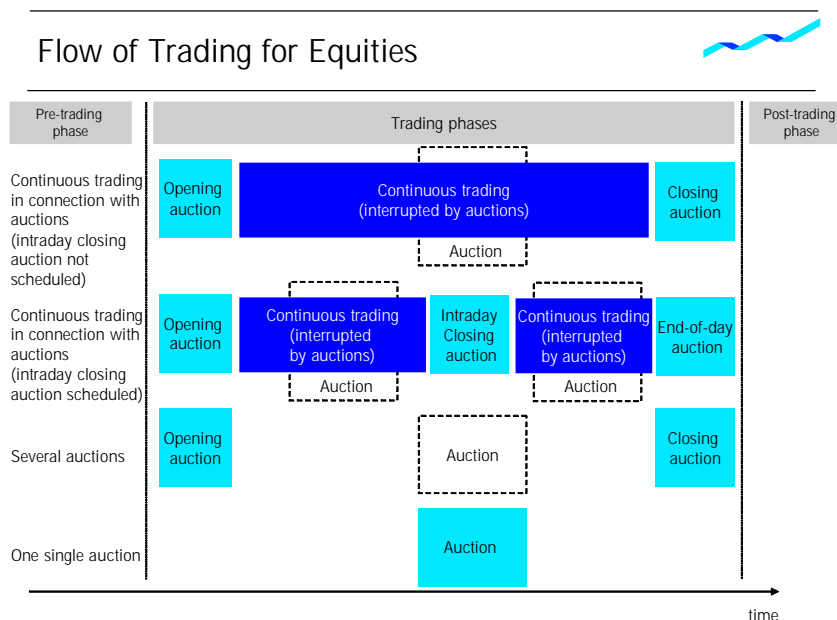 Flow of Trading for Equities
Pre-trading
phase
Trading phases
Post-trading
phase
Continuous trading
in connection with
auctions
(intraday closing
auction not
scheduled)
Opening
auction
Continuous trading
(interrupted by auctions)
Auction
Closing
auction
Continuous trading
in connection with
auctions
(intraday closing
auction scheduled)
Opening
auction
Continuous trading
(interrupted
by auctions)
Auction
Intraday
Closing
auction
Continuous trading
(interrupted
by auctions)
Auction
End-of-day
auction
Several auctions
Opening
auction
Auction
Closing
auction
One single auction
Auction
time